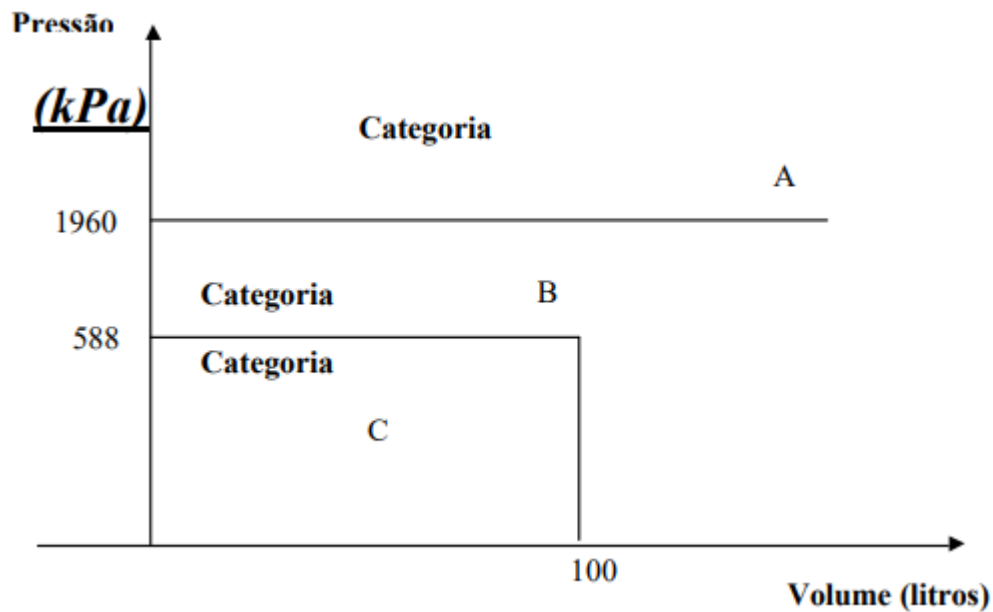 Pressão
(kPa)
Categoria
A
1960
Categoria B
588
Categoria
C
100
Volume (litros)